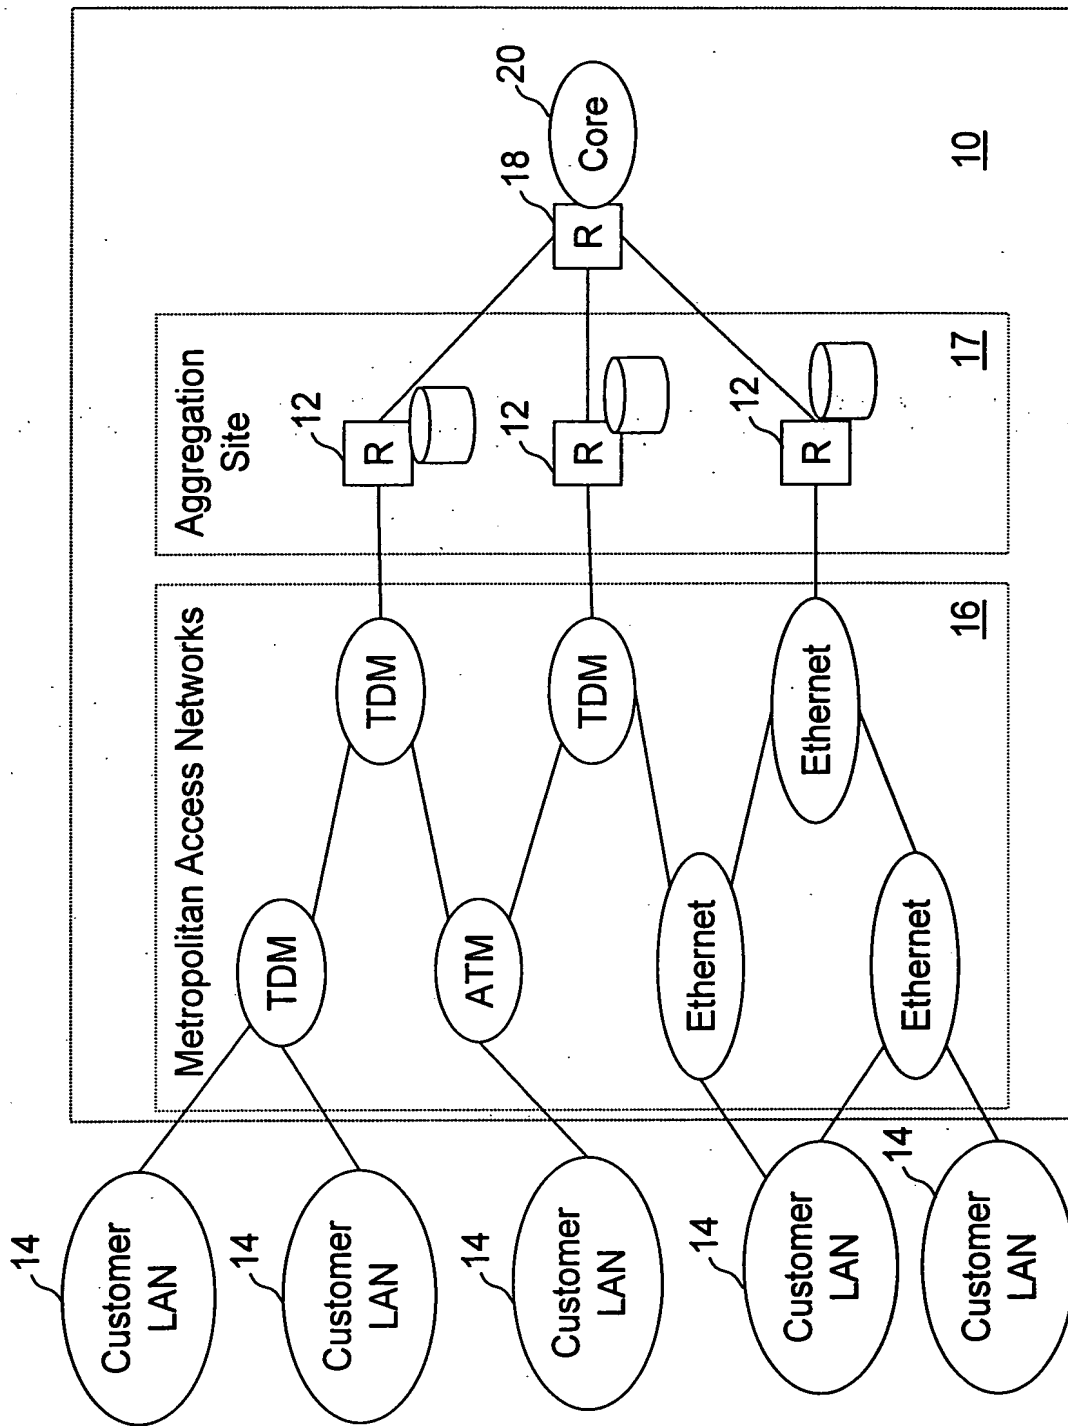 Metropolitan Access Networks
Aggregation
Site
14
Customer
LAN
14
Customer
LAN
14
Customer
LAN
14
Customer
LAN
14
Customer
LAN
TDM
ATM
Ethernet
Ethernet
TDM
TDM
Ethernet
16
12
R
12
R
12
R
17
18
R
20
Core
10